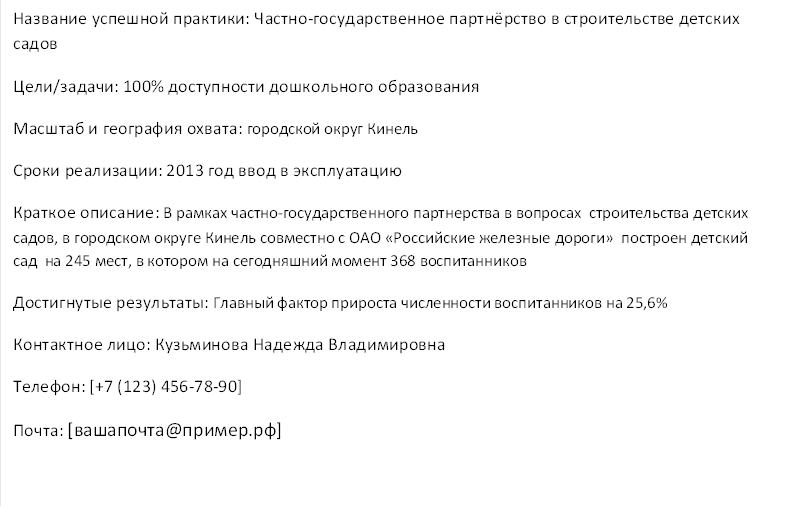 Название успешной практики: Частно-государственное партнёрство в строительстве детских
садов
Цели/задачи: 100% доступности дошкольного образования
Масштаб и география охвата: городской округ Кинель
Сроки реализации: 2013 год ввод в эксплуатацию
Краткое описание: В рамках частно-государственного партнерства в вопросах  строительства детских
садов, в городском округе Кинель совместно с ОАО «Российские железные дороги»  построен детский
сад  на 245 мест, в котором на сегодняшний момент 368 воспитанников
Достигнутые результаты: Главный фактор прироста численности воспитанников на 25,6%
Контактное лицо: Кузьминова Надежда Владимировна
Телефон: [+7 (123) 456-78-90]
Почта: [вашапочта@пример.рф]